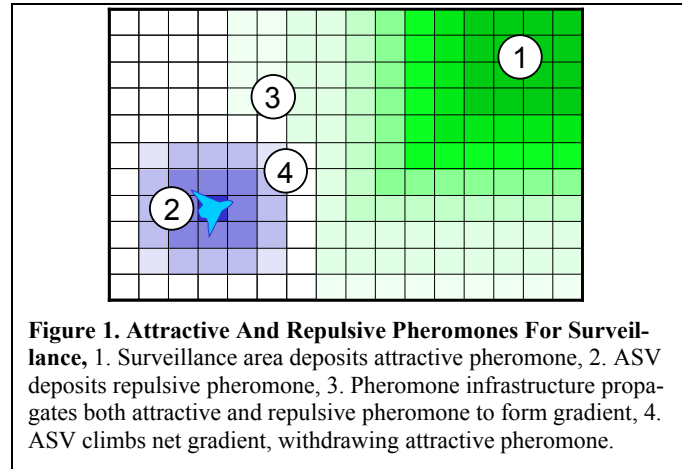 1
3
4
2
Figure 1. Attractive And Repulsive Pheromones For Surveil-
lance, 1. Surveillance area deposits attractive pheromone, 2. ASV
deposits repulsive pheromone, 3. Pheromone infrastructure propa-
gates both attractive and repulsive pheromone to form gradient, 4.
ASV climbs net gradient, withdrawing attractive pheromone.